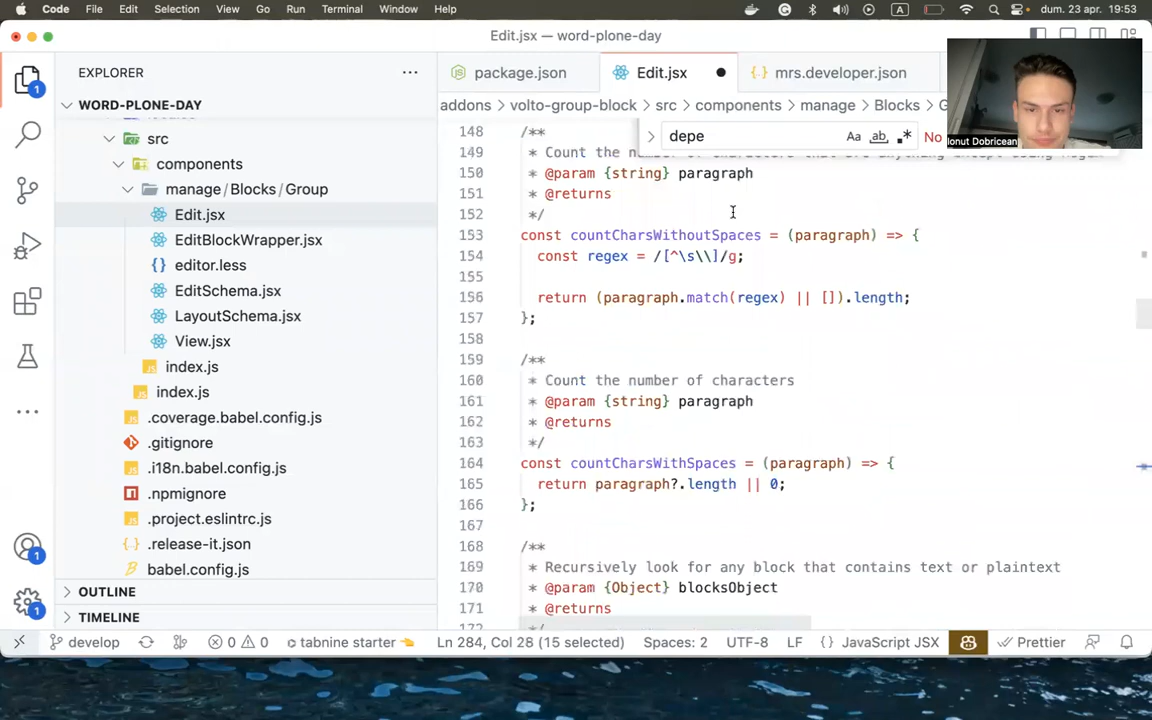 Code File Edit Selection View Go Run Terminal Window Help A dum. 23 apr. 19:53
Edit.jsx — word-plone-day
EXPLORER
WORD-PLONE-DAY
src
components
manage/Blocks/Group
Edit.jsx
EditBlockWrapper.jsx
editor.less
EditSchema.jsx
LayoutSchema.jsx
View.jsx
index.js
index.js
.coverage.babel.config.js
.gitignore
.i18n.babel.config.js
.npmignore
.project.eslintrc.js
.release-it.json
babel.config.js
OUTLINE
TIMELINE
1
1
1
package.json Edit.jsx mrs.developer.json
addons > volto-group-block > src > components > manage > Blocks > G
depe Aa ab No
Ionut Dobricean
148 /**
149 * Count the
150 * @param {string} paragraph
151 * @returns
152 */
153 const countCharsWithoutSpaces = (paragraph) => {
154 const regex = /[^\s\\]/g;
155
156 return (paragraph.match(regex) || []).length;
157 };
158
159 /**
160 * Count the number of characters
161 * @param {string} paragraph
162 * @returns
163 */
164 const countCharsWithSpaces = (paragraph) => {
165 return paragraph?.length || 0;
166 };
167
168 /**
169 * Recursively look for any block that contains text or plaintext
170 * @param {Object} blocksObject
171 * @returns
172 */
develop 0 0 tabnine starter Ln 284, Col 28 (15 selected) Spaces: 2 UTF-8 LF {} JavaScript JSX Prettier